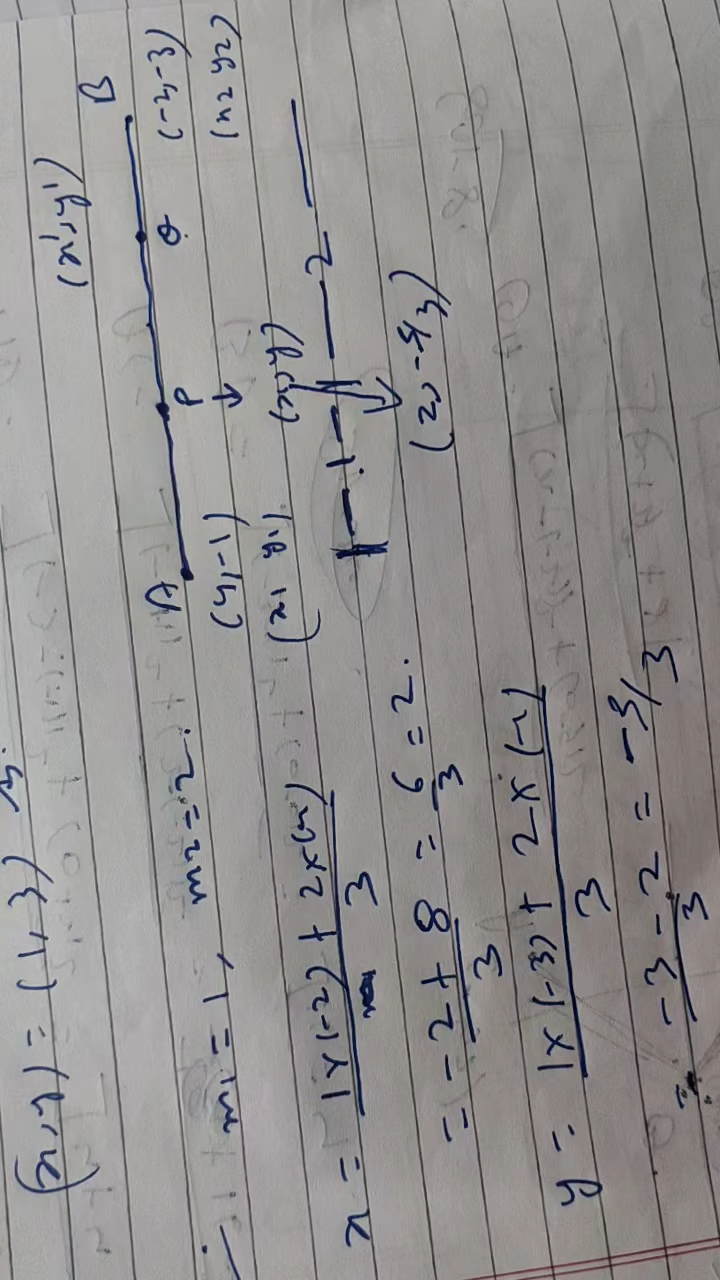 (x, y) = (1, 3)
(x', y')
A P Q B
m1 = 1, m2 = 2.
(4, -1) ↓ (-2, -3)
(x1 y1) (x, y) (x2 y2)
x = 1×(-2) + 2×(4) / 3
1 2
= -2 + 8 / 3 = 6/3 = 2.
(2, -5/3)
y = 1×(-3) + 2×(-1) / 3
= -3 - 2 / 3 = -5/3